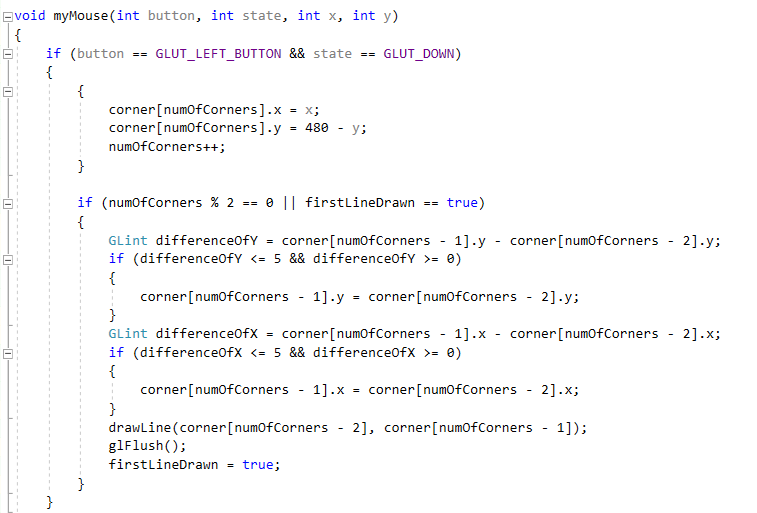 void myMouse(int button, int state, int x, int y)
{
    if (button == GLUT_LEFT_BUTTON && state == GLUT_DOWN)
    {
        {
            corner[numOfCorners].x = x;
            corner[numOfCorners].y = 480 - y;
            numOfCorners++;
        }
        if (numOfCorners % 2 == 0 || firstLineDrawn == true)
        {
            GLint differenceOfY = corner[numOfCorners - 1].y - corner[numOfCorners - 2].y;
            if (differenceOfY <= 5 && differenceOfY >= 0)
            {
                corner[numOfCorners - 1].y = corner[numOfCorners - 2].y;
            }
            GLint differenceOfX = corner[numOfCorners - 1].x - corner[numOfCorners - 2].x;
            if (differenceOfX <= 5 && differenceOfX >= 0)
            {
                corner[numOfCorners - 1].x = corner[numOfCorners - 2].x;
            }
            drawLine(corner[numOfCorners - 2], corner[numOfCorners - 1]);
            glFlush();
            firstLineDrawn = true;
        }
    }